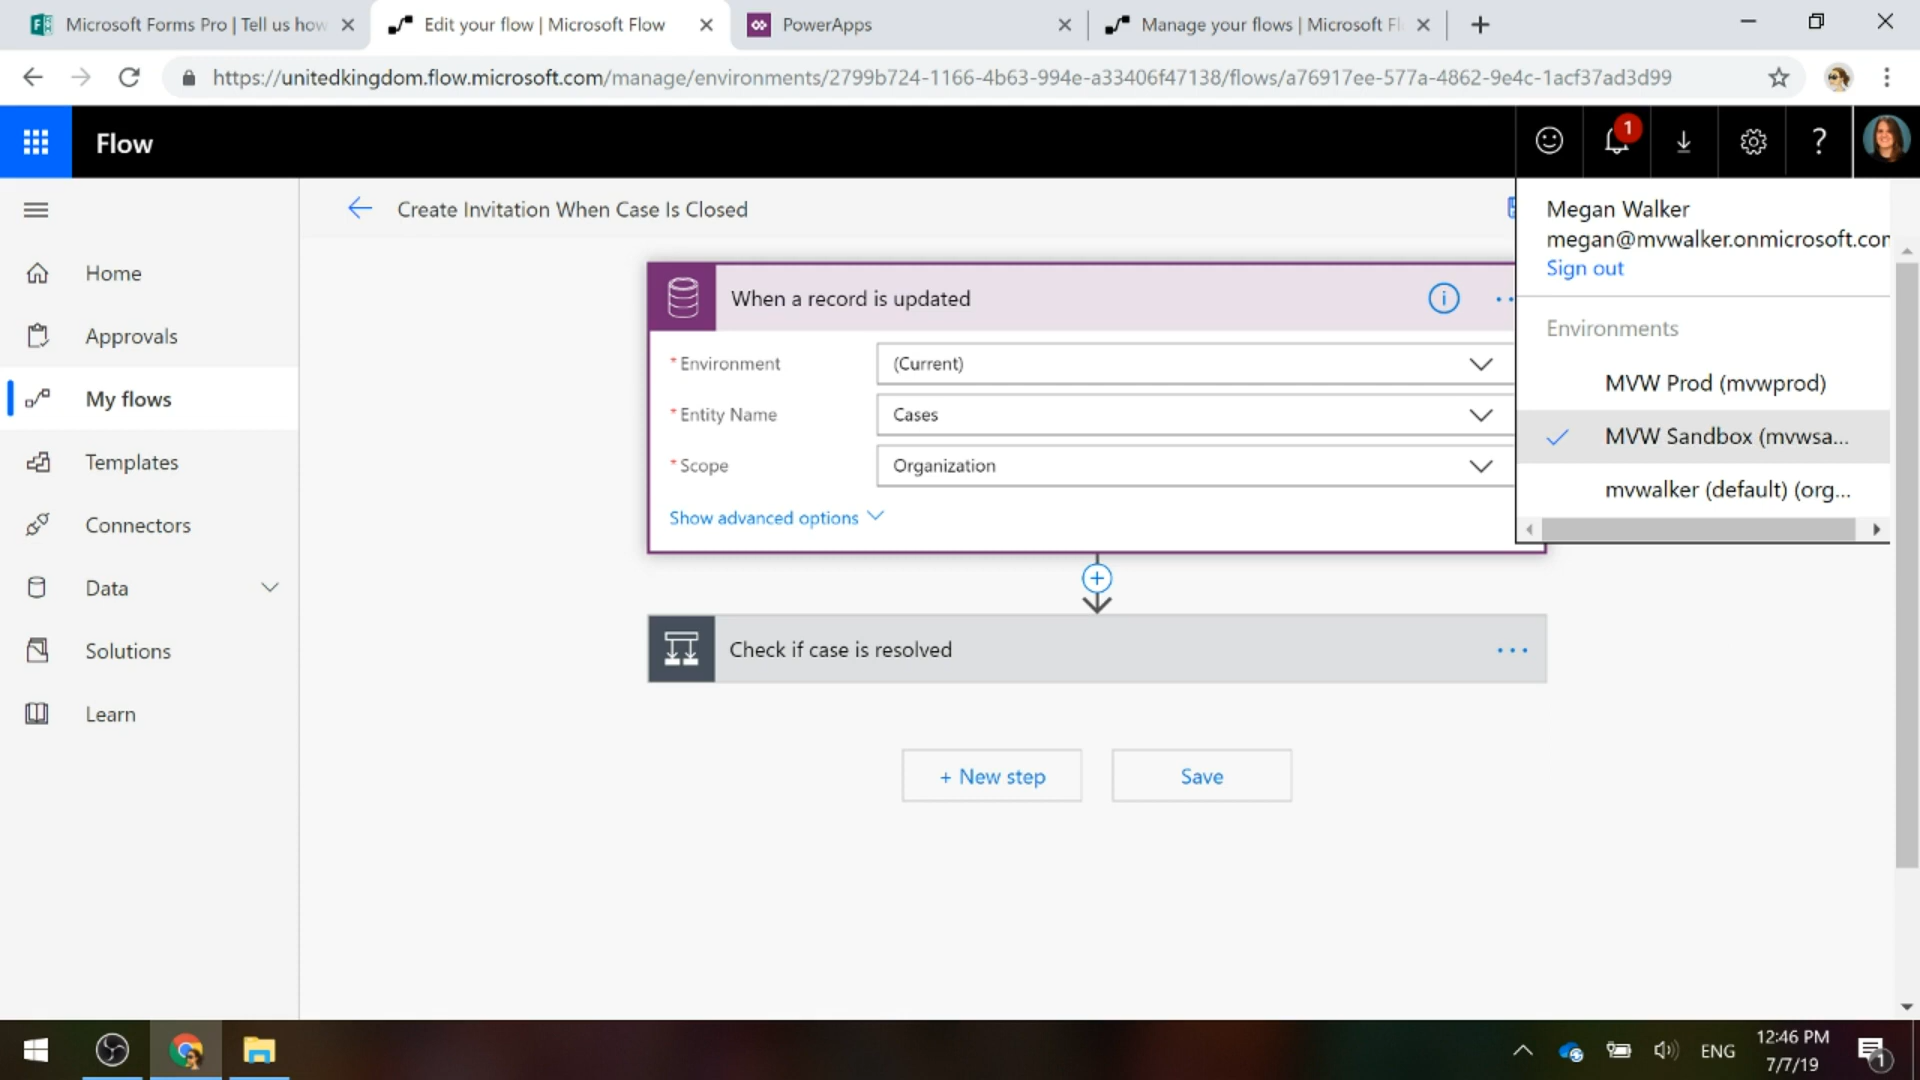 Microsoft Forms Pro | Tell us how
Edit your flow | Microsoft Flow
PowerApps
Manage your flows | Microsoft Fl
https://unitedkingdom.flow.microsoft.com/manage/environments/2799b724-1166-4b63-994e-a33406f47138/flows/a76917ee-577a-4862-9e4c-1acf37ad3d99
Flow
1
?
Create Invitation When Case Is Closed
Megan Walker
megan@mvwalker.onmicrosoft.com
Sign out
Environments
MVW Prod (mvwprod)
MVW Sandbox (mvwsa...
mvwalker (default) (org...
Home
Approvals
My flows
Templates
Connectors
Data
Solutions
Learn
When a record is updated
* Environment
(Current)
* Entity Name
Cases
* Scope
Organization
Show advanced options
Check if case is resolved
+ New step
Save
ENG
12:46 PM
7/7/19
1